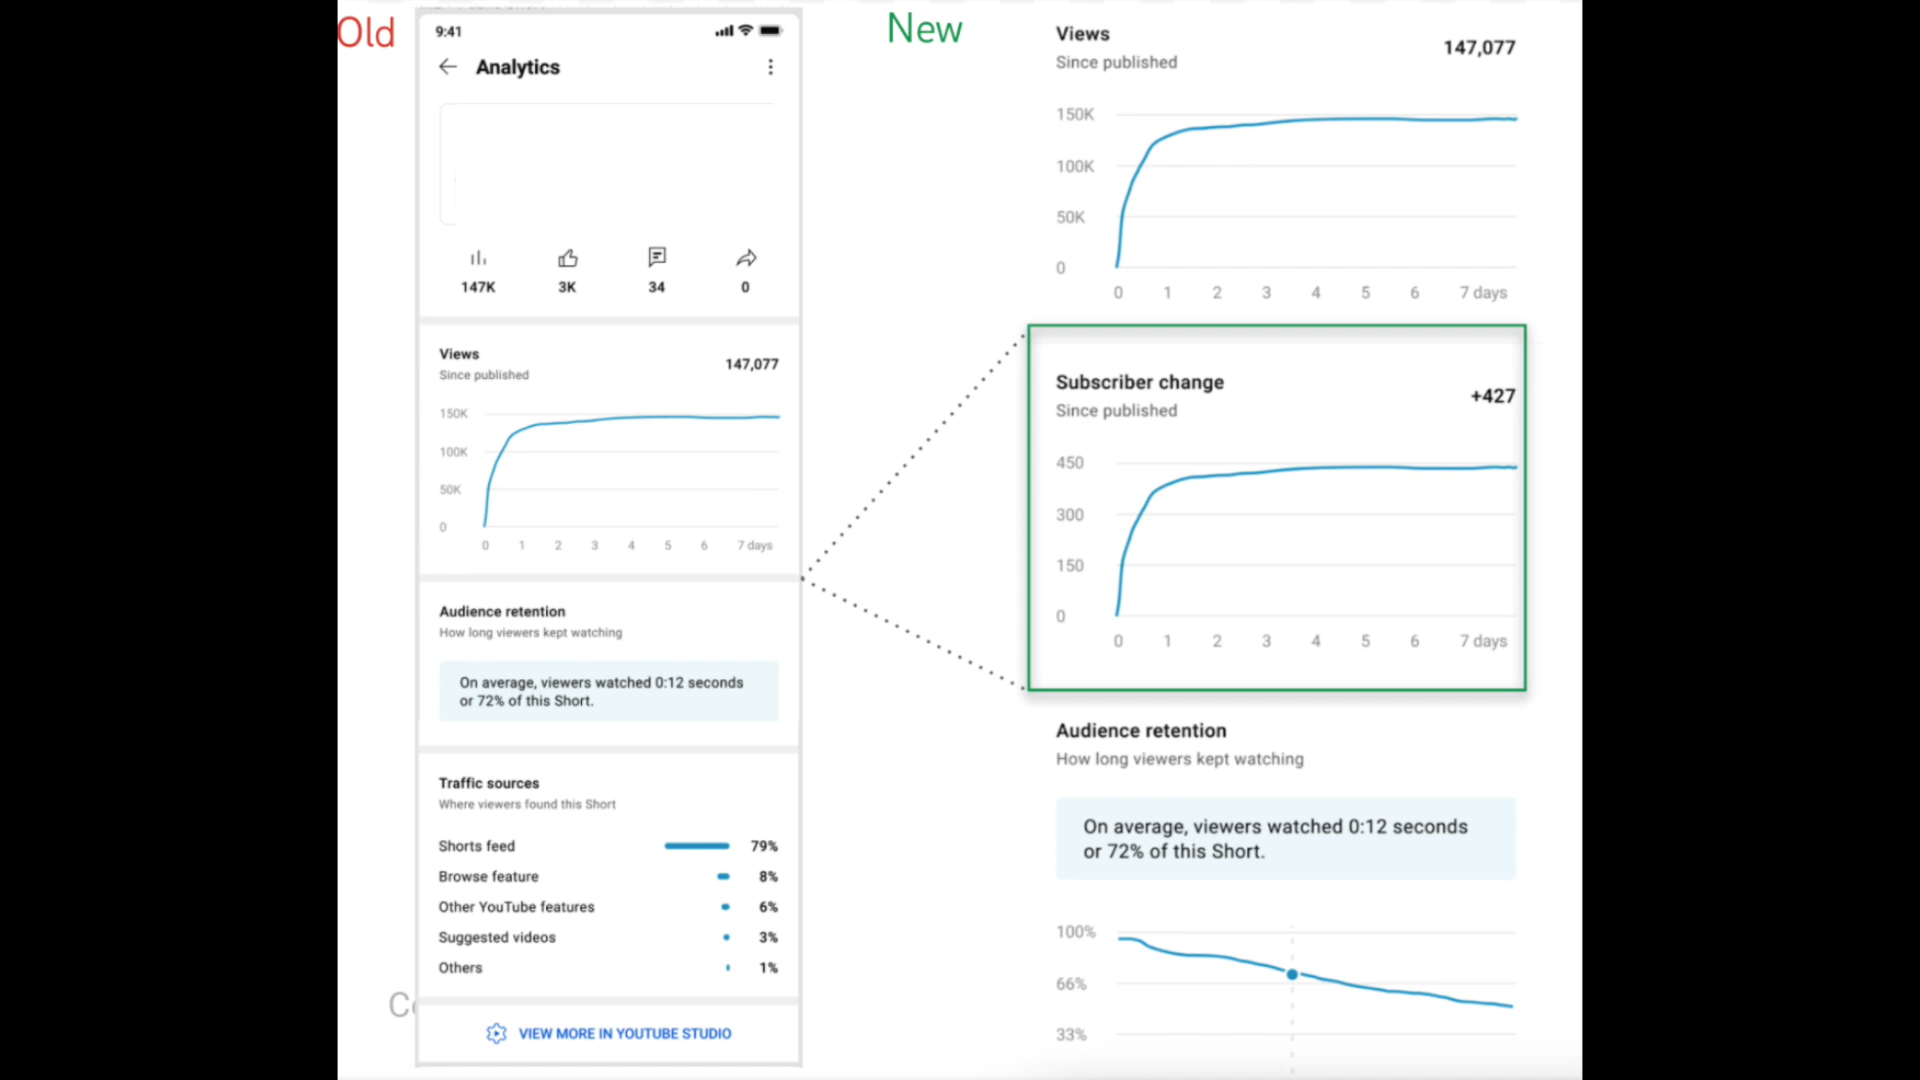 Old
9:41
Analytics
147K 3K 34 0
Views
147,077
Since published
150K
100K
50K
0
0 1 2 3 4 5 6 7 days
Audience retention
How long viewers kept watching
On average, viewers watched 0:12 seconds
or 72% of this Short.
Traffic sources
Where viewers found this Short
Shorts feed 79%
Browse feature 8%
Other YouTube features 6%
Suggested videos 3%
Others 1%
VIEW MORE IN YOUTUBE STUDIO
New
Views
147,077
Since published
150K
100K
50K
0
0 1 2 3 4 5 6 7 days
Subscriber change
+427
Since published
450
300
150
0
0 1 2 3 4 5 6 7 days
Audience retention
How long viewers kept watching
On average, viewers watched 0:12 seconds
or 72% of this Short.
100%
66%
33%